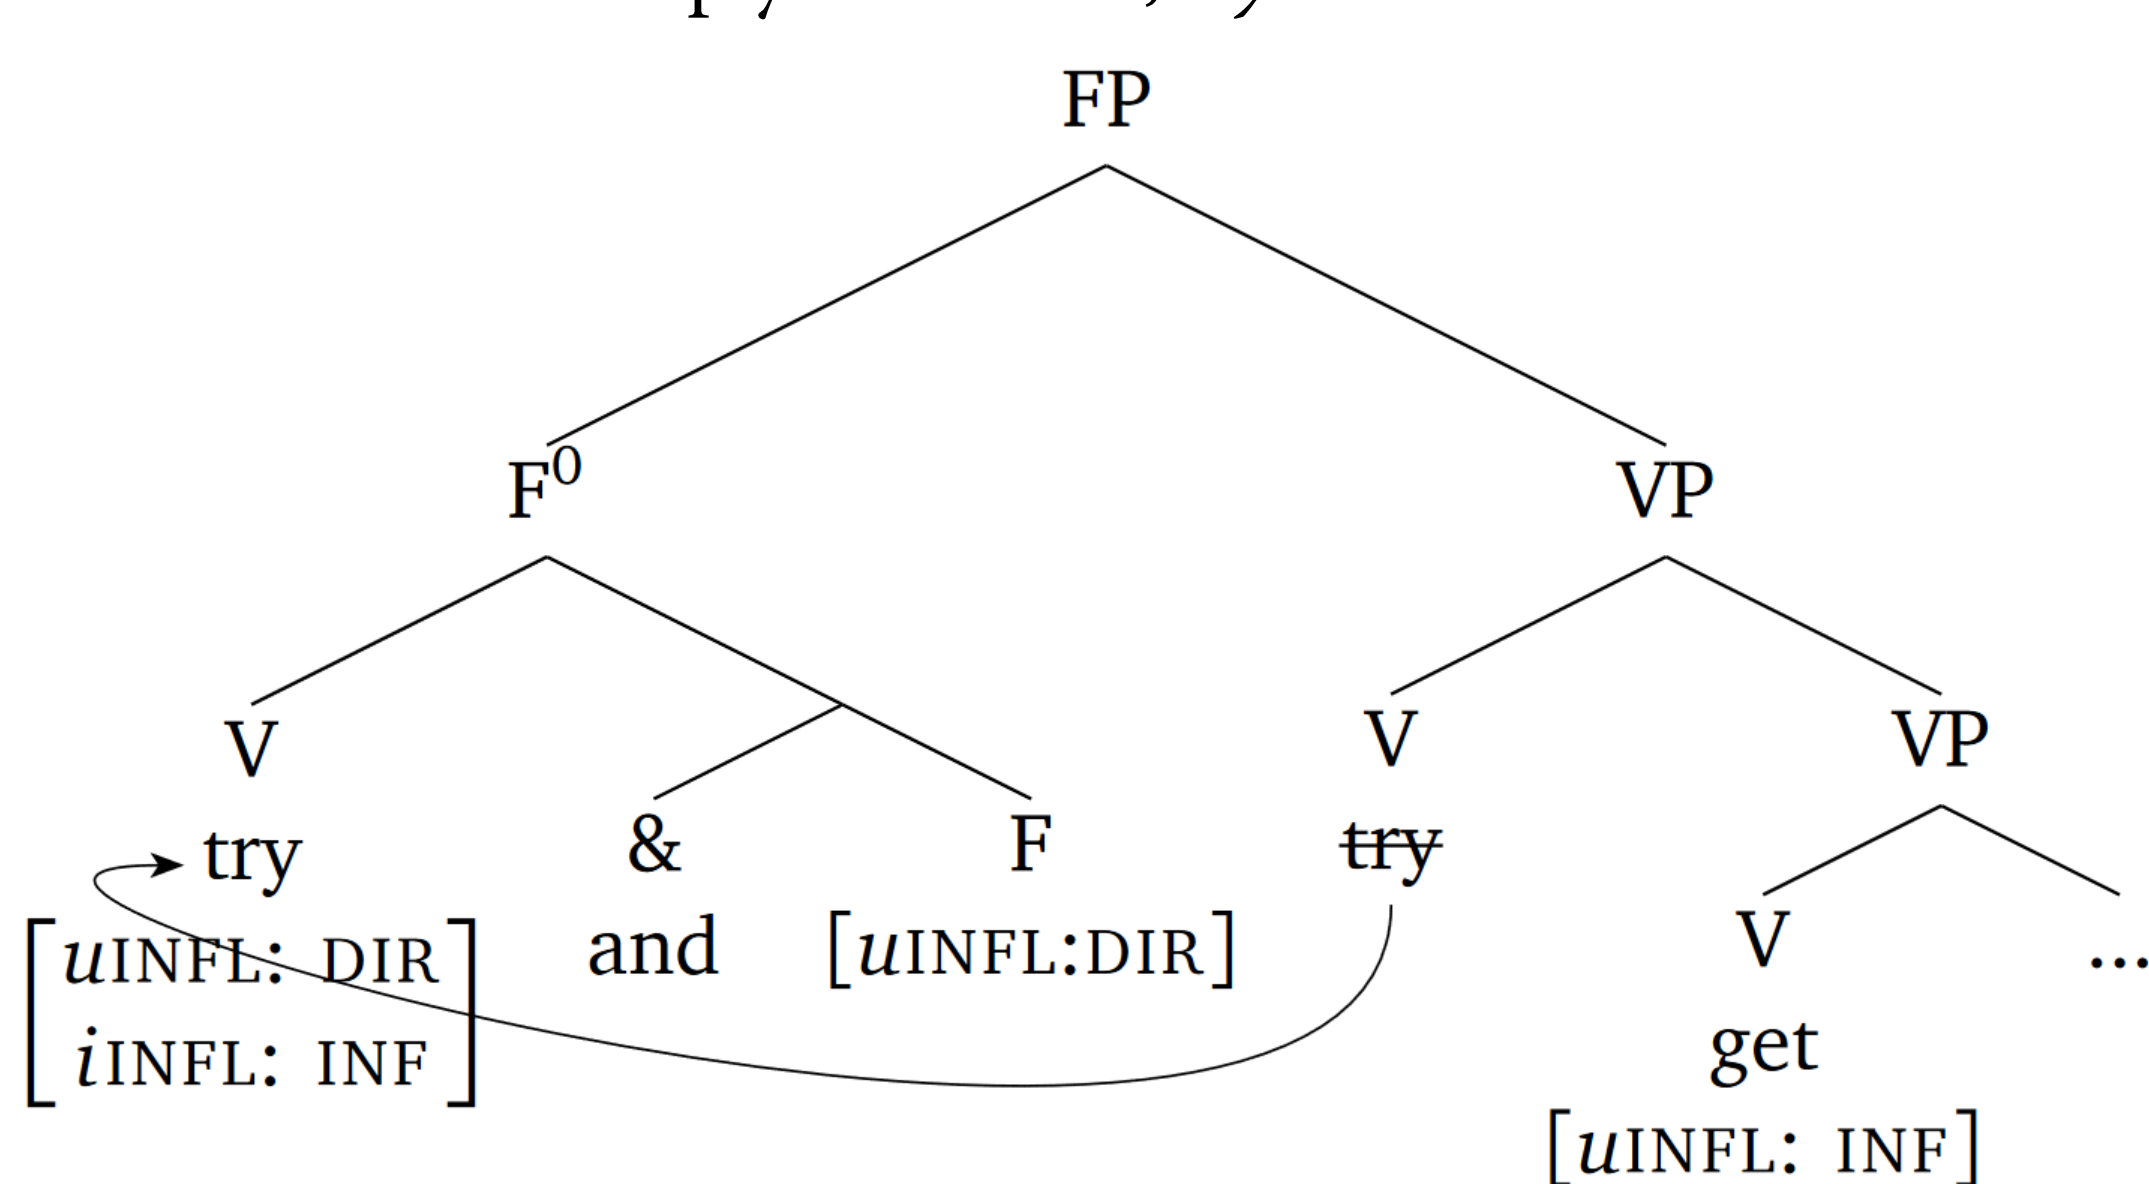 FP
F⁰ VP
V V VP
try & F try
and [uINFL:DIR] V ...
[uINFL: DIR
iINFL: INF]
get
[uINFL: INF]